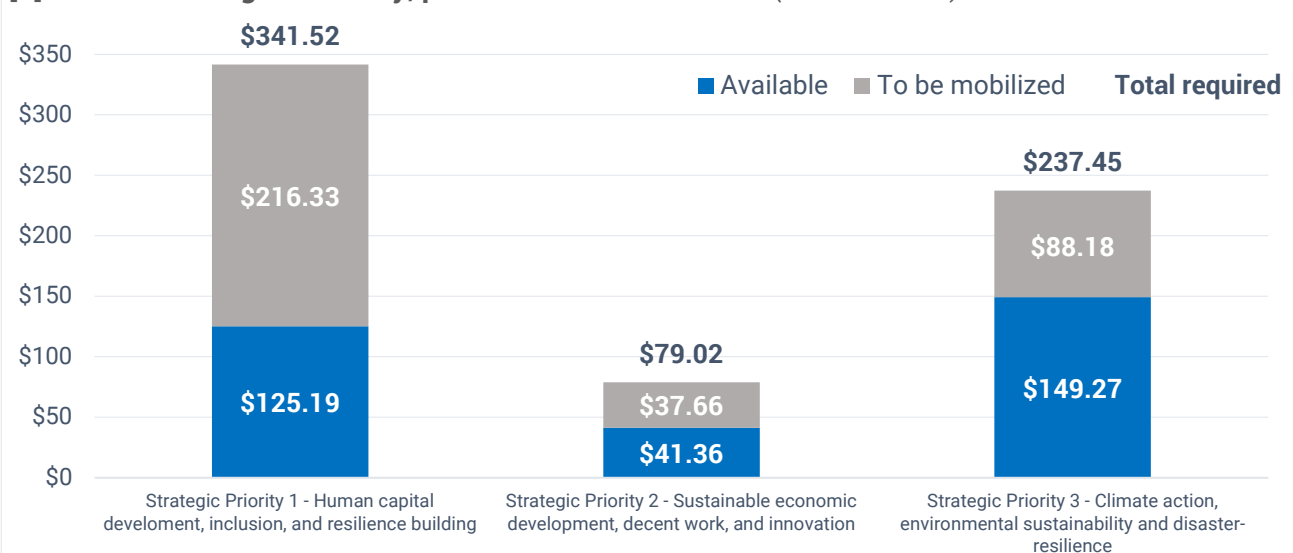 $341.52
$350
Available To be mobilized Total required
$300
$250
$237.45
$216.33
$200
$88.18
$150
$100
$79.02
$149.27
$125.19
$37.66
$50
$41.36
$0
Strategic Priority 1 - Human capital
develoment, inclusion, and resilience building
Strategic Priority 2 - Sustainable economic
development, decent work, and innovation
Strategic Priority 3 - Climate action,
environmental sustainability and disaster-
resilience